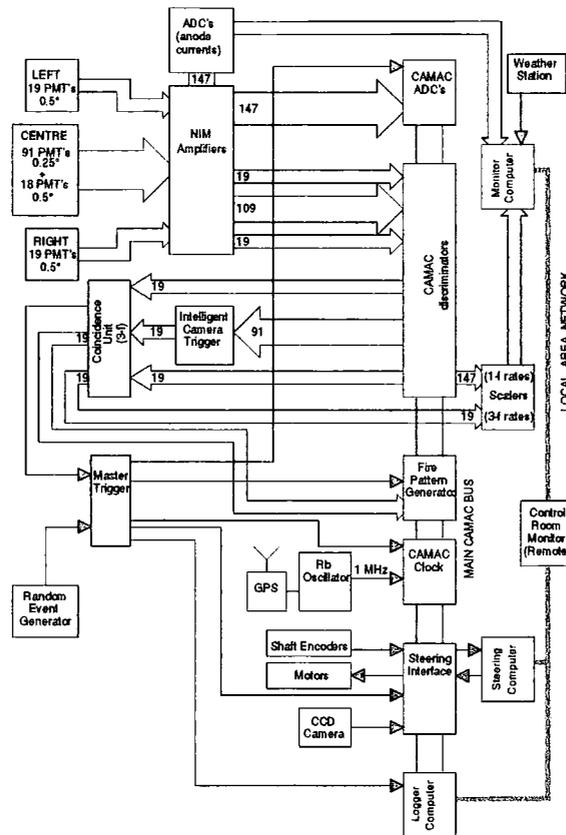 ADC's
(anode
currents)
147
LEFT
19 PMT's
0.5°
CENTRE
91 PMT's
0.25°
+
18 PMT's
0.5°
RIGHT
19 PMT's
0.5°
NIM
Amplifiers
147
19
109
19
CAMAC
ADC's
CAMAC
discriminators
Weather
Station
Monitor
Computer
LOCAL AREA NETWORK
Coincidence
Unit
(3-f)
19
19
19
19
19
Intelligent
Camera
Trigger
91
147
19
(1-f rates)
Scalers
(3-f rates)
Master
Trigger
Fire
Pattern
Generator
MAIN CAMAC BUS
Control
Room
Monitor
(Remote
Random
Event
Generator
GPS
Rb
Oscillator
1 MHz
CAMAC
Clock
Shaft Encoders
Motors
Steering
Interface
Steering
Computer
CCD
Camera
Logger
Computer